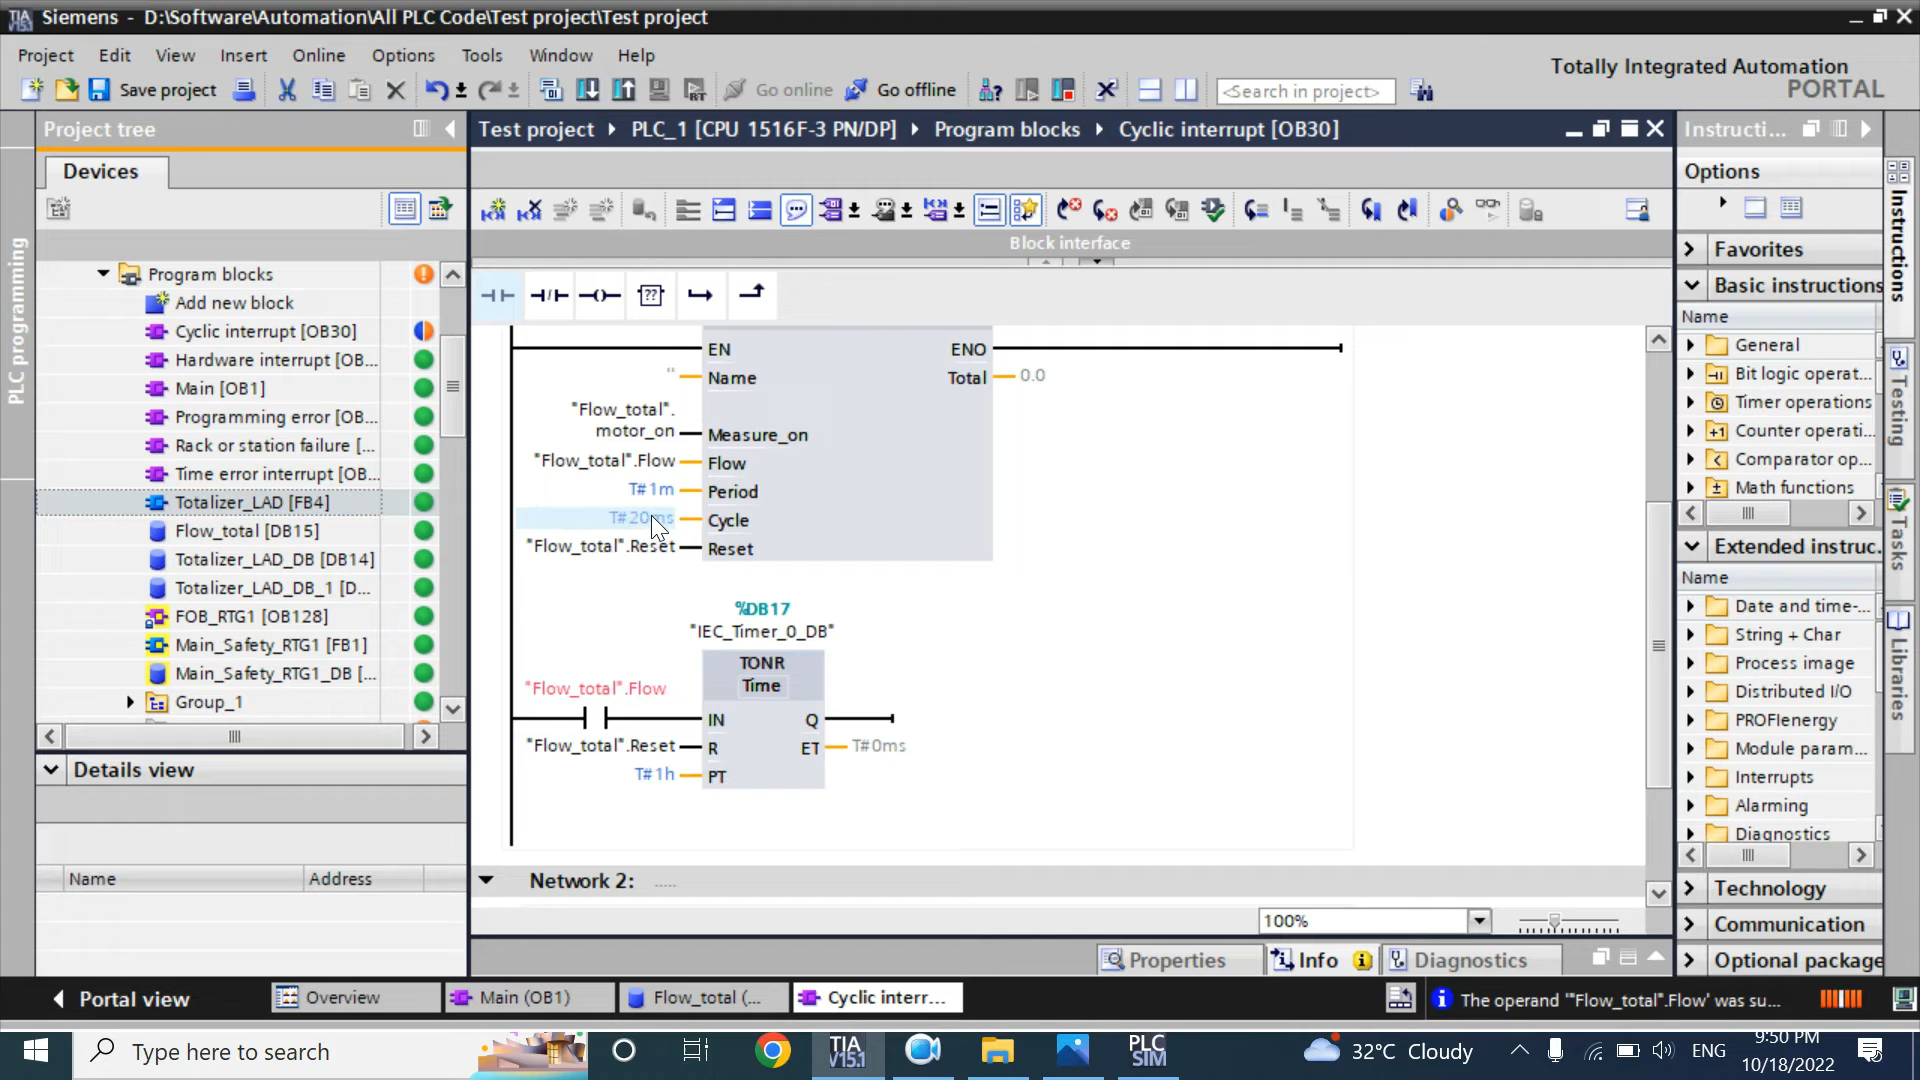 TIA
V15.1
Siemens - D:\Software\Automation\All PLC Code\Test project\Test project
Project Edit View Insert Online Options Tools Window Help
Totally Integrated Automation
PORTAL
Save project
RT
Go online
Go offline
<Search in project>
Project tree
Test project
PLC_1 [CPU 1516F-3 PN/DP]
Program blocks
Cyclic interrupt [OB30]
Instructi...
Devices
Options
PLC programming
Block interface
Program blocks
Add new block
Cyclic interrupt [OB30]
Hardware interrupt [OB...
Main [OB1]
Programming error [OB...
Rack or station failure [...
Time error interrupt [OB...
Totalizer_LAD [FB4]
Flow_total [DB15]
Totalizer_LAD_DB [DB14]
Totalizer_LAD_DB_1 [D...
FOB_RTG1 [OB128]
Main_Safety_RTG1 [FB1]
Main_Safety_RTG1_DB [...
Group_1
Details view
Name Address
??
EN ENO
'' Name Total 0.0
"Flow_total".
motor_on Measure_on
"Flow_total".Flow Flow
T#1m Period
T#20ms Cycle
"Flow_total".Reset Reset
%DB17
"IEC_Timer_0_DB"
TONR
Time
"Flow_total".Flow
IN Q
"Flow_total".Reset R ET T#0ms
T#1h PT
Network 2: .....
100%
Properties
Info
Diagnostics
Favorites
Basic instructions
Name
General
Bit logic operat...
Timer operations
Counter operati...
Comparator op...
Math functions
Extended instruc.
Name
Date and time-...
String + Char
Process image
Distributed I/O
PROFIenergy
Module param...
Interrupts
Alarming
Diagnostics
Technology
Communication
Optional package
Instructions
Testing
Tasks
Libraries
Portal view
Overview
Main (OB1)
Flow_total (...
Cyclic interr...
The operand '"Flow_total".Flow' was su...
Type here to search
TIA
V15.1
PLC
SIM
32°C Cloudy
ENG
9:50 PM
10/18/2022